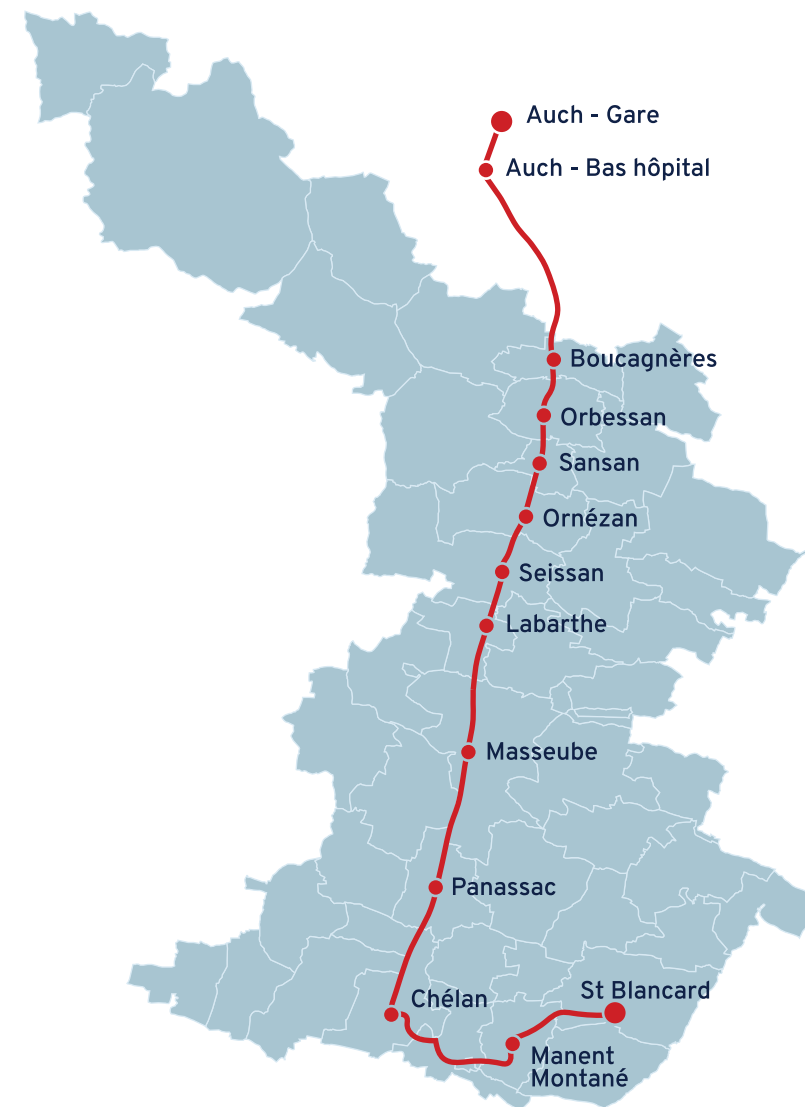 Auch - Gare
Auch - Bas hôpital
Boucagnères
Orbessan
Sansan
Ornézan
Seissan
Labarthe
Masseube
Panassac
Chélan
St Blancard
Manent
Montané